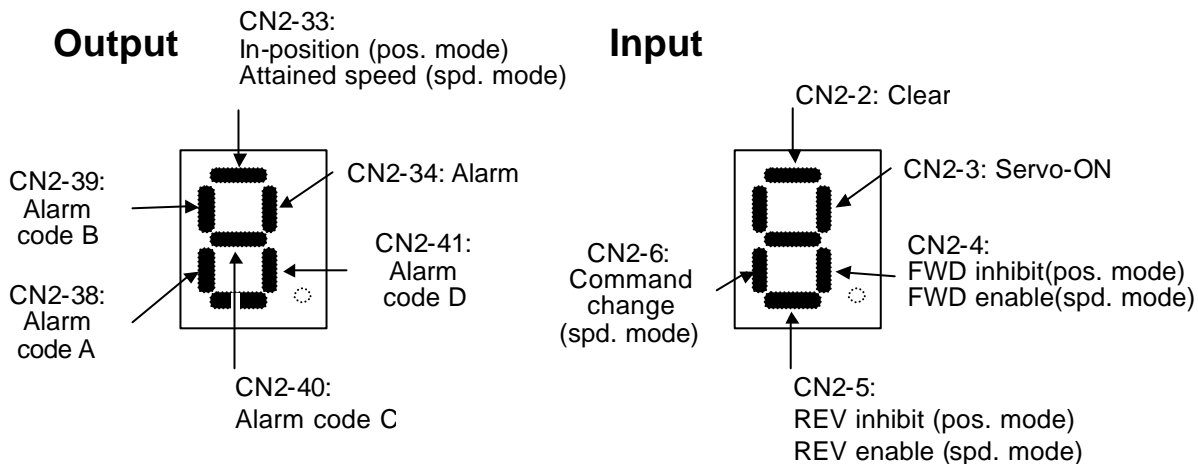 Output
CN2-33:
In-position (pos. mode)
Attained speed (spd. mode)
CN2-39:
Alarm
code B
CN2-34: Alarm
CN2-38:
Alarm
code A
CN2-41:
Alarm
code D
CN2-40:
Alarm code C
Input
CN2-2: Clear
CN2-3: Servo-ON
CN2-6:
Command
change
(spd. mode)
CN2-4:
FWD inhibit(pos. mode)
FWD enable(spd. mode)
CN2-5:
REV inhibit (pos. mode)
REV enable (spd. mode)